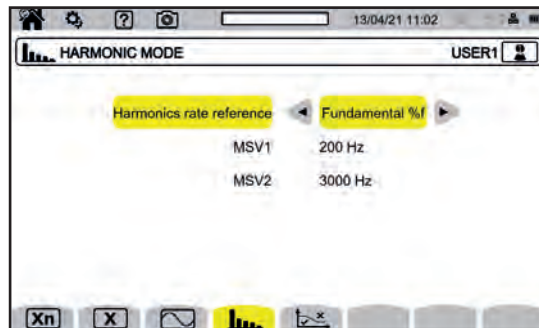 ? 13/04/21 11:02
HARMONIC MODE USER1
Harmonics rate reference Fundamental %f
MSV1 200 Hz
MSV2 3000 Hz
Xn X